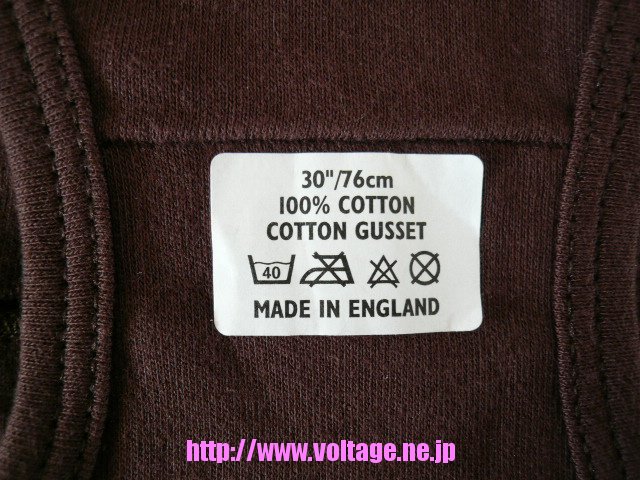 30"/76cm
100% COTTON
COTTON GUSSET
40
MADE IN ENGLAND
http://www.voltage.ne.jp